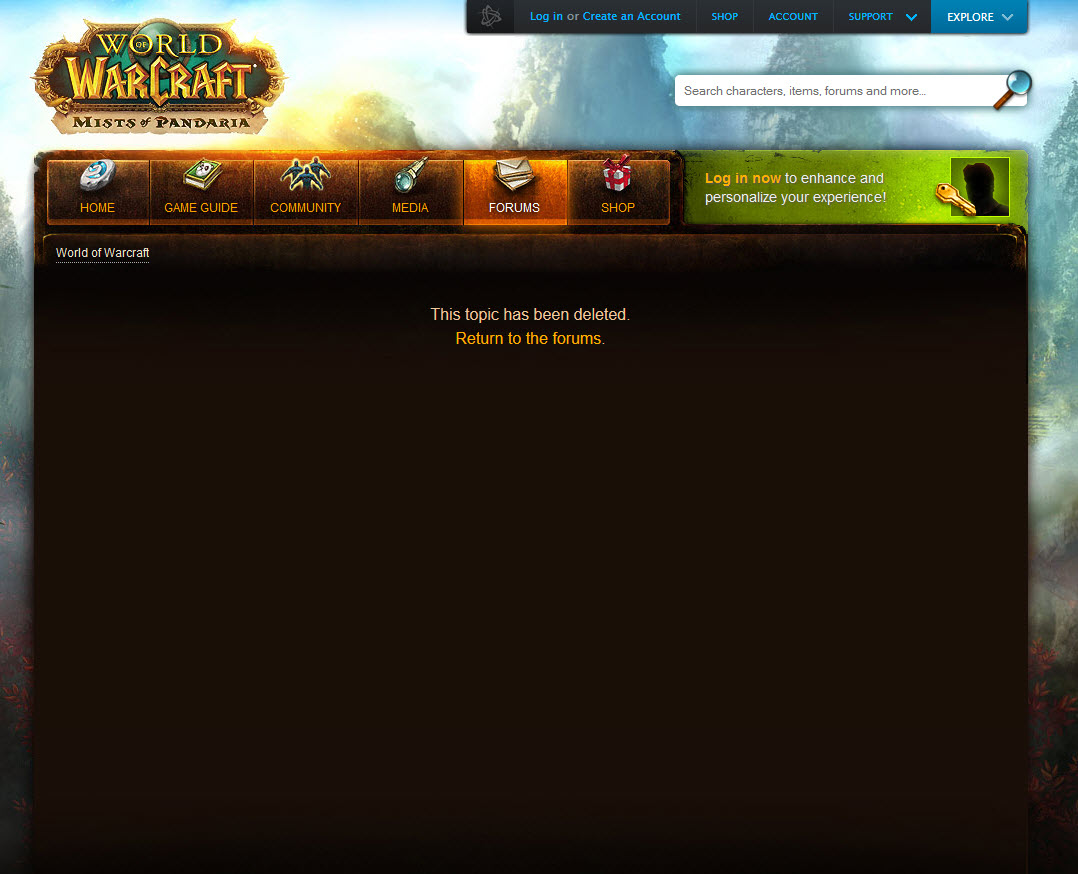 Log in or Create an Account
SHOP
ACCOUNT
SUPPORT
EXPLORE
WORLD
OF
WARCRAFT
MISTS of PANDARIA
Search characters, items, forums and more...
HOME
GAME GUIDE
COMMUNITY
MEDIA
FORUMS
SHOP
Log in now to enhance and
personalize your experience!
World of Warcraft
This topic has been deleted.
Return to the forums.